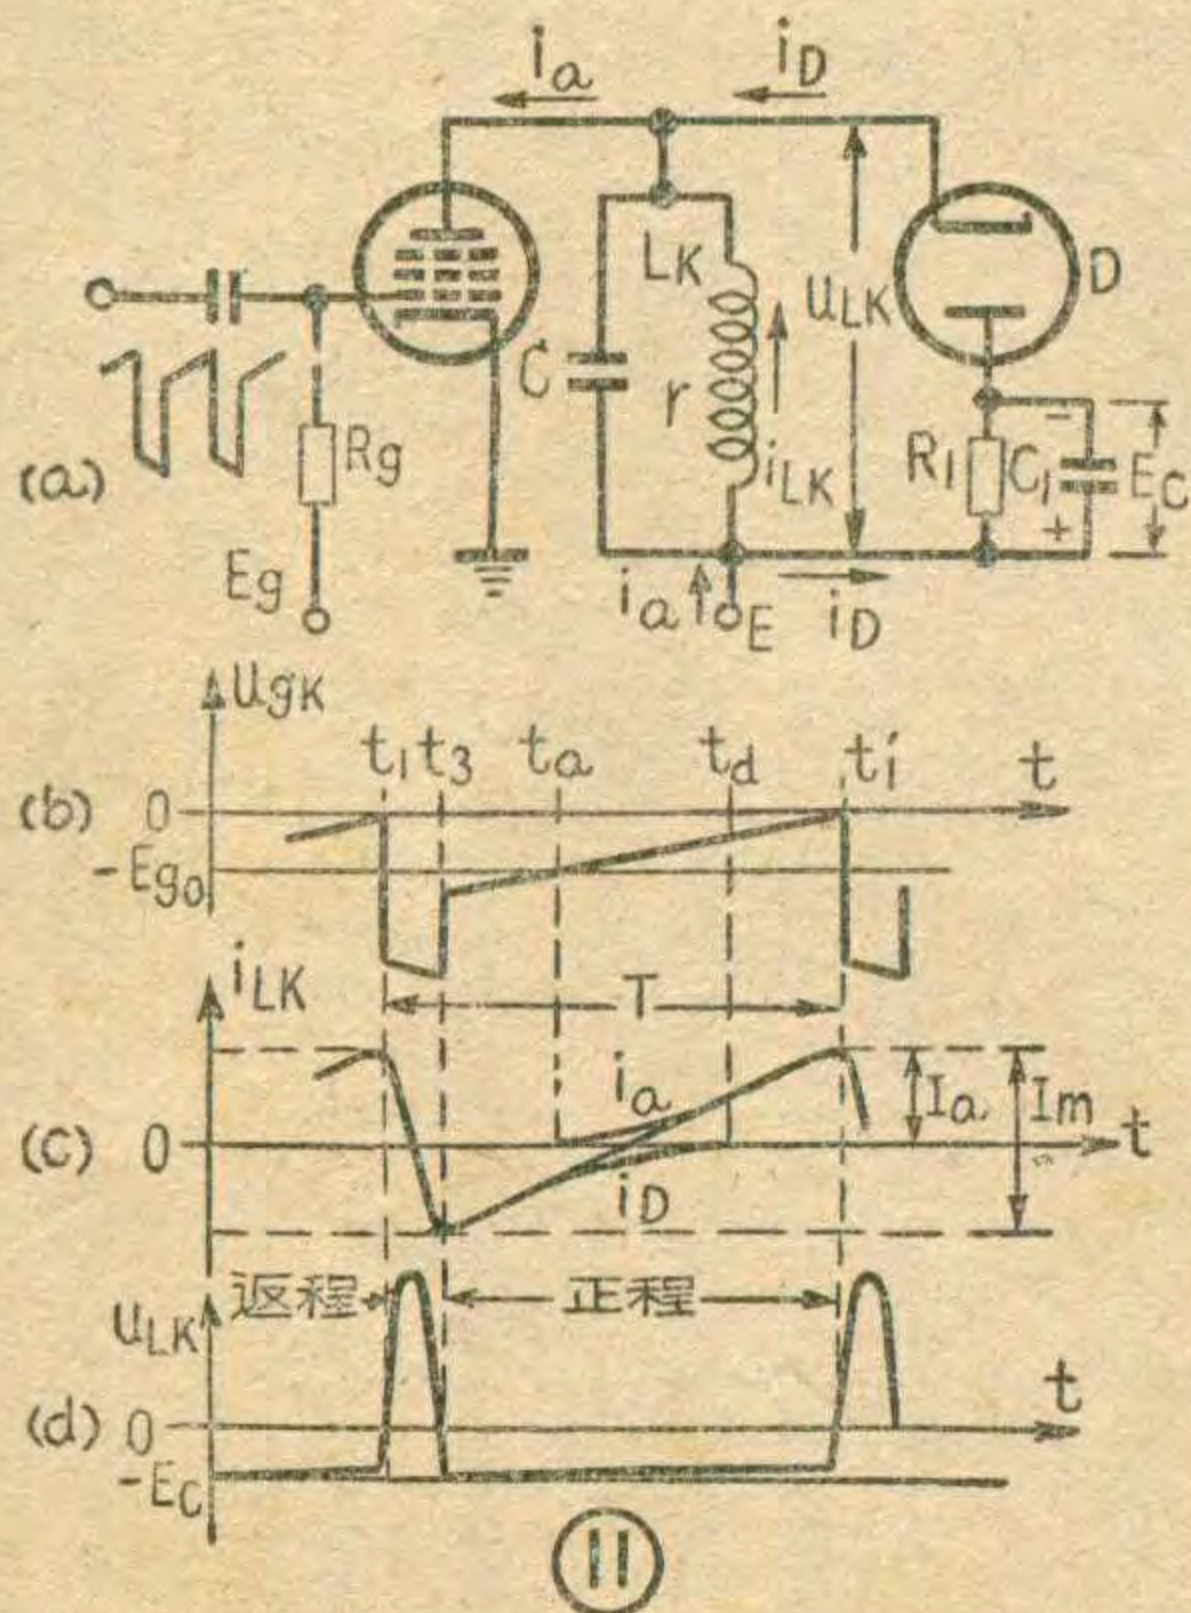 ia iD
LK uLK D
C r iLK R1 C1 - + EC
(a) Rg
Eg ia E iD
ugK
t1 t3 ta td t1′ t
(b) 0
-Eg0
iLK T
ia Ia Im
(c) 0 t
iD
返程 正程
uLK
t
(d) 0
-EC
11